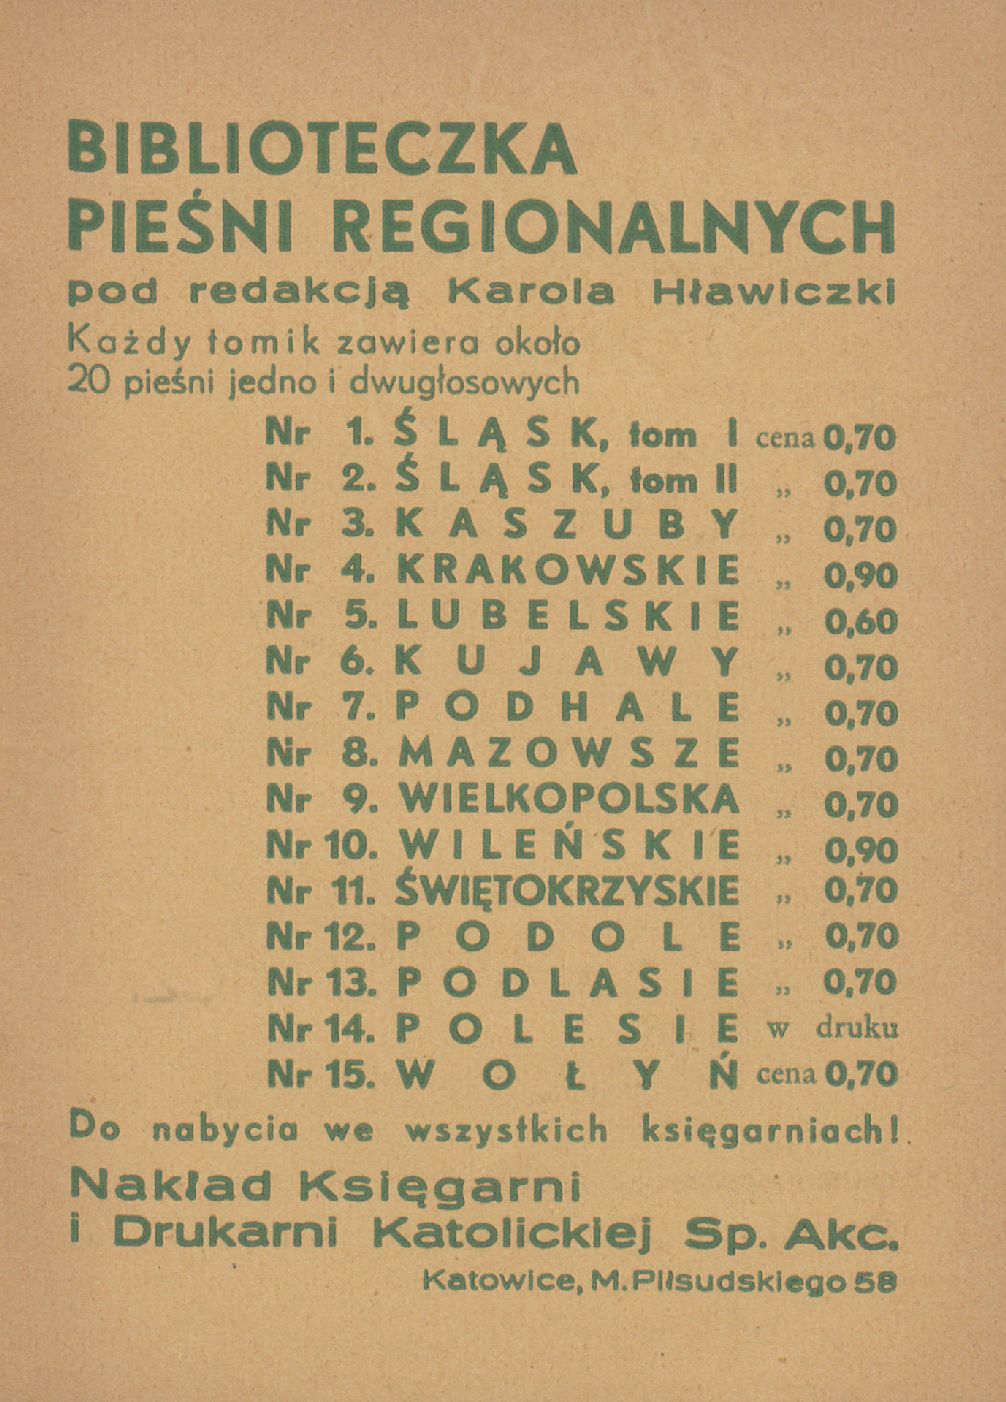 BIBLIOTECZKA
PIEŚNI REGIONALNYCH
pod redakcją Karola Hławiczki
Każdy tomik zawiera około
20 pieśni jedno i dwugłosowych
Nr 1. ŚLĄSK, tom I cena 0,70
Nr 2. ŚLĄSK, tom II „ 0,70
Nr 3. KASZUBY „ 0,70
Nr 4. KRAKOWSKIE „ 0,90
Nr 5. LUBELSKIE „ 0,60
Nr 6. KUJAWY „ 0,70
Nr 7. PODHALE „ 0,70
Nr 8. MAZOWSZE „ 0,70
Nr 9. WIELKOPOLSKA „ 0,70
Nr 10. WILEŃSKIE „ 0,90
Nr 11. ŚWIĘTOKRZYSKIE „ 0,70
Nr 12. PODOLE „ 0,70
Nr 13. PODLASIE „ 0,70
Nr 14. POLESIE w druku
Nr 15. WOŁYŃ cena 0,70
Do nabycia we wszystkich księgarniach!
Nakład Księgarni
i Drukarni Katolickiej Sp. Akc.
Katowice, M. Piłsudskiego 58